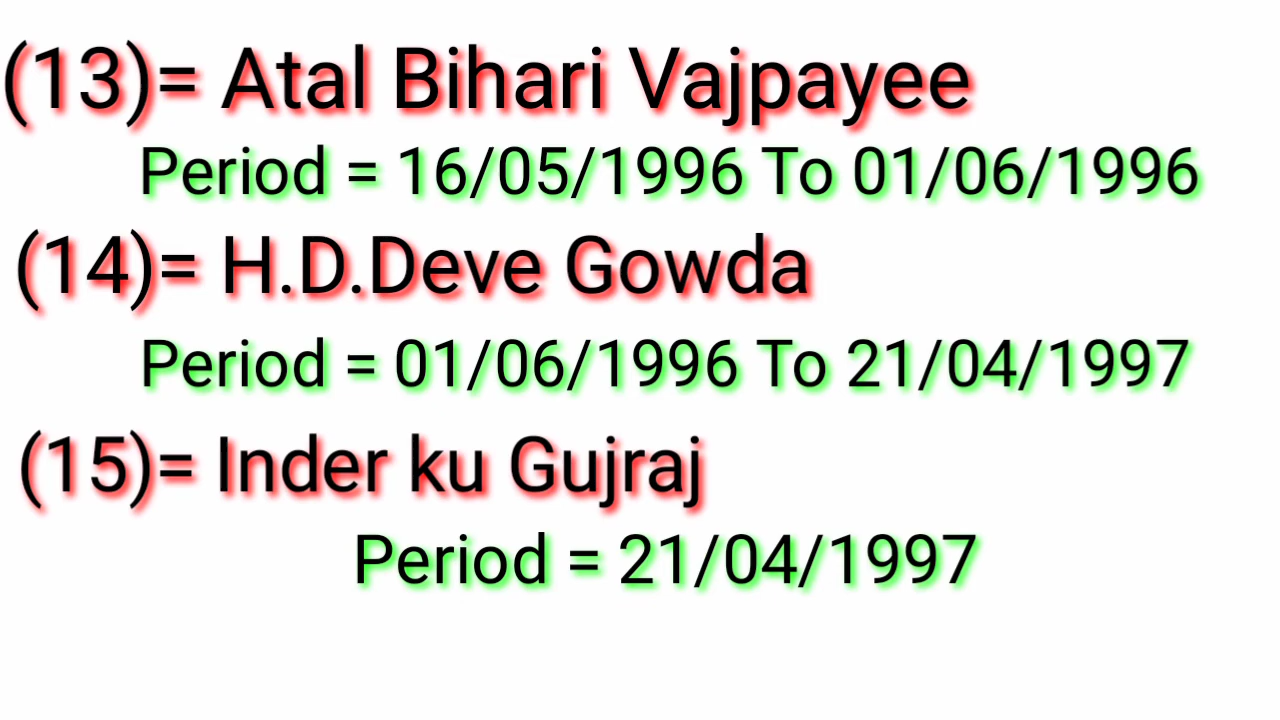 (13)= Atal Bihari Vajpayee
Period = 16/05/1996 To 01/06/1996
(14)= H.D.Deve Gowda
Period = 01/06/1996 To 21/04/1997
(15)= Inder ku Gujraj
Period = 21/04/1997